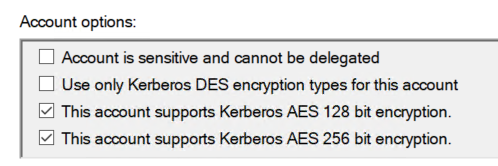 Account options:
Account is sensitive and cannot be delegated
Use only Kerberos DES encryption types for this account
This account supports Kerberos AES 128 bit encryption.
This account supports Kerberos AES 256 bit encryption.